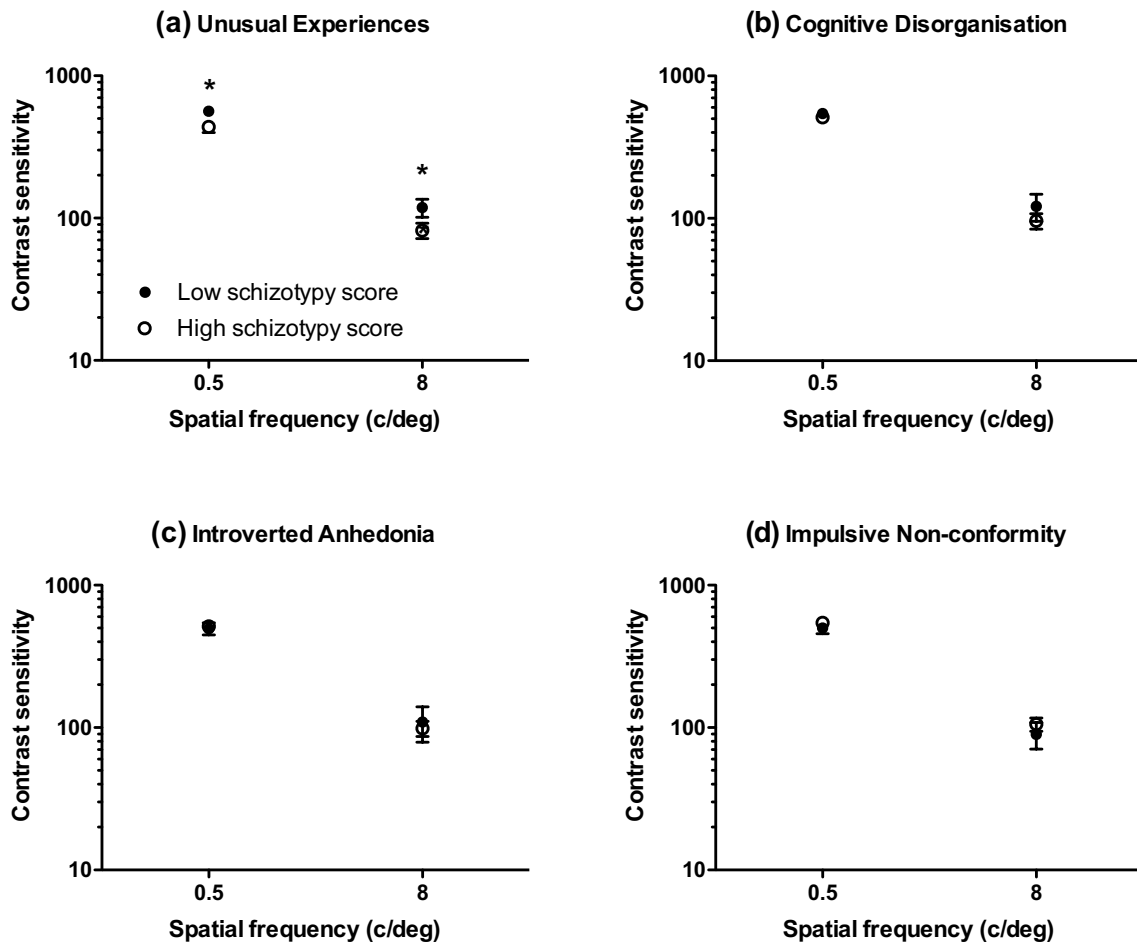 (a) Unusual Experiences
Contrast sensitivity
1000
100
10
*
*
Low schizotypy score
High schizotypy score
0.5
8
Spatial frequency (c/deg)
(b) Cognitive Disorganisation
Contrast sensitivity
1000
100
10
0.5
8
Spatial frequency (c/deg)
(c) Introverted Anhedonia
Contrast sensitivity
1000
100
10
0.5
8
Spatial frequency (c/deg)
(d) Impulsive Non-conformity
Contrast sensitivity
1000
100
10
0.5
8
Spatial frequency (c/deg)